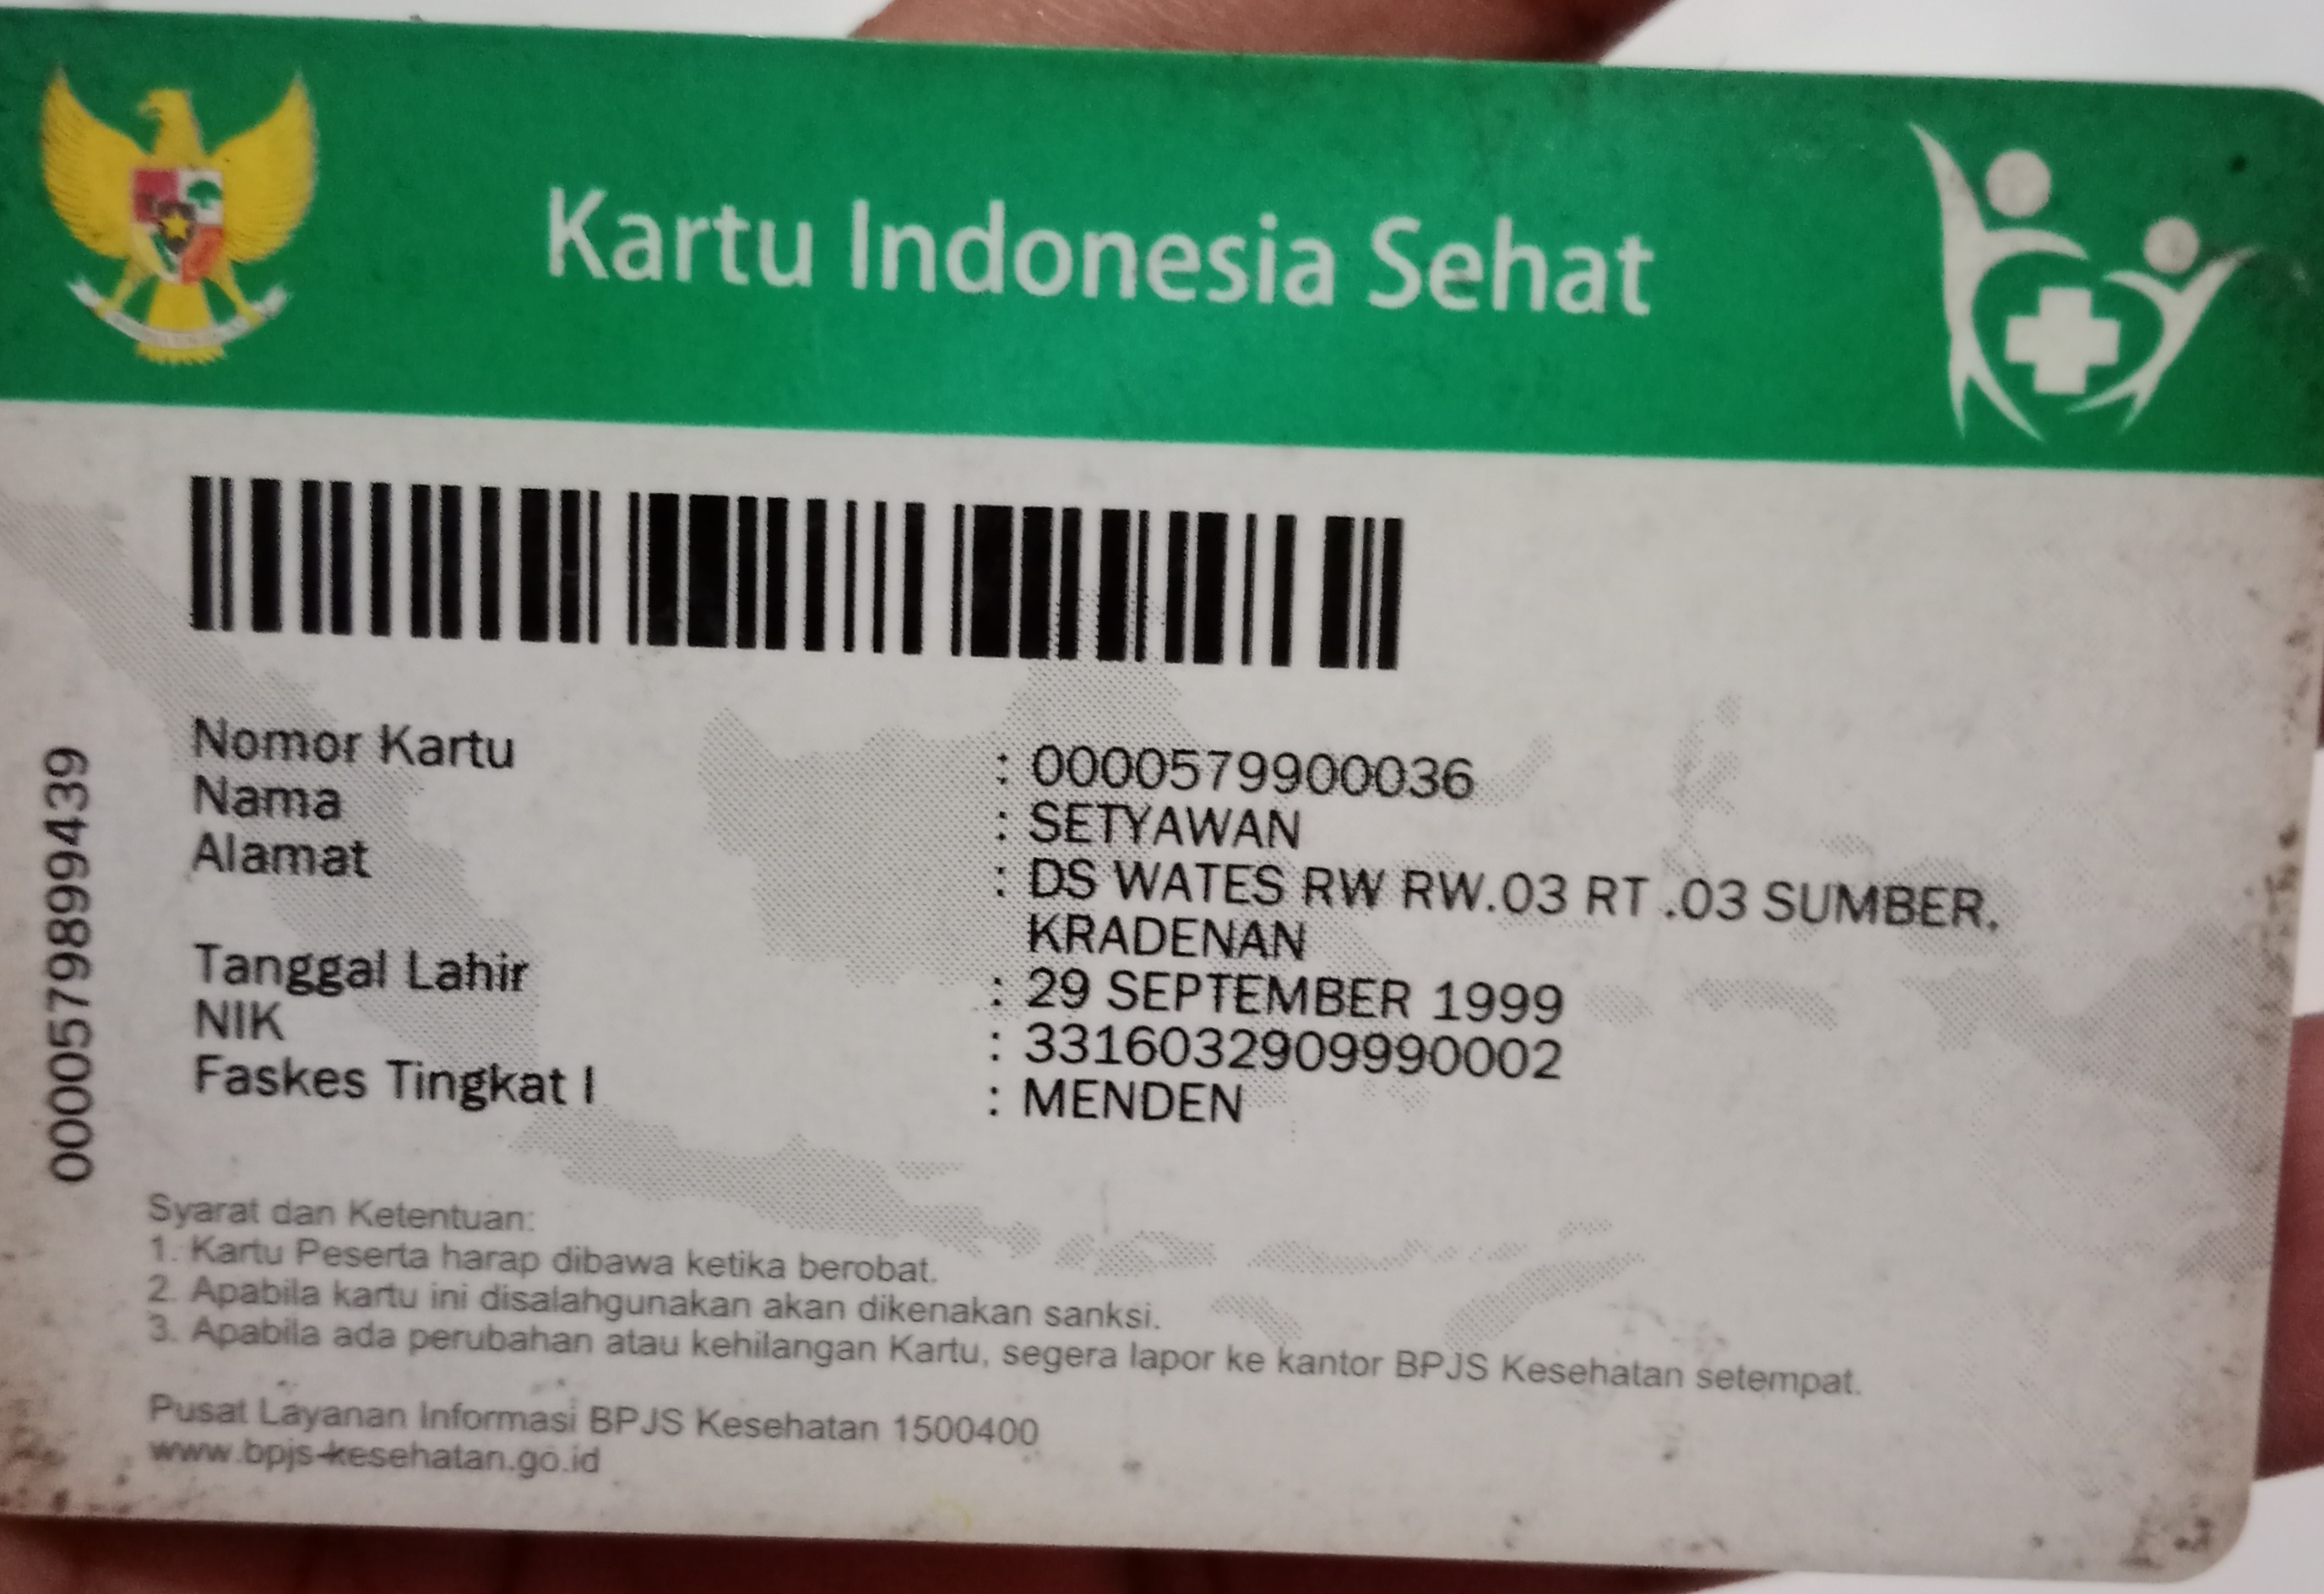 Kartu Indonesia Sehat
Nomor Kartu : 0000579900036
Nama : SETYAWAN
Alamat : DS WATES RW RW.03 RT .03 SUMBER.
KRADENAN
Tanggal Lahir : 29 SEPTEMBER 1999
NIK : 3316032909990002
Faskes Tingkat I : MENDEN
0000579899439
Syarat dan Ketentuan:
1. Kartu Peserta harap dibawa ketika berobat.
2. Apabila kartu ini disalahgunakan akan dikenakan sanksi.
3. Apabila ada perubahan atau kehilangan Kartu, segera lapor ke kantor BPJS Kesehatan setempat.
Pusat Layanan Informasi BPJS Kesehatan 1500400
www.bpjs-kesehatan.go.id